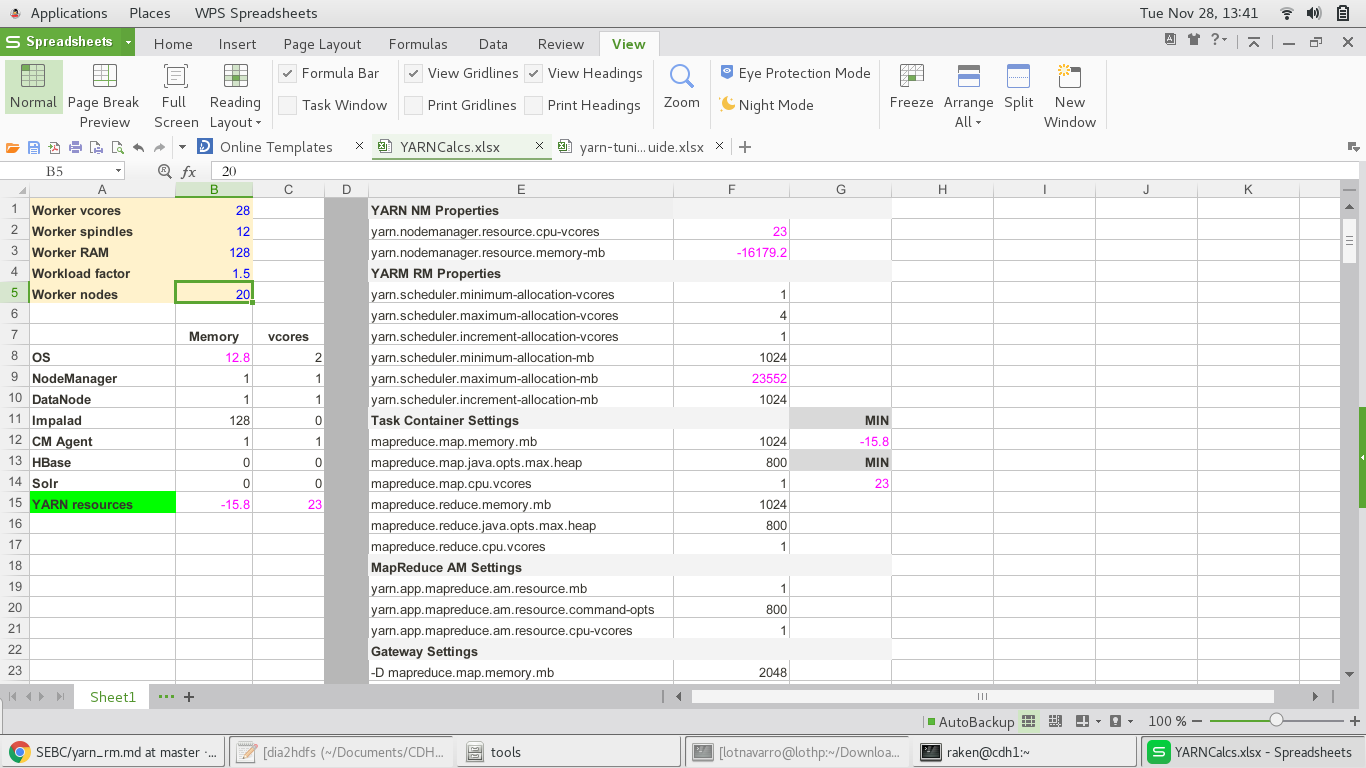 Applications Places WPS Spreadsheets Tue Nov 28, 13:41
S Spreadsheets Home Insert Page Layout Formulas Data Review View ?
Normal Page Break Preview Full Screen Reading Layout Formula Bar Task Window View Gridlines Print Gridlines View Headings Print Headings Zoom Eye Protection Mode Night Mode Freeze Arrange All Split New Window
Online Templates YARNCalcs.xlsx yarn-tuni...uide.xlsx
B5 fx 20
A B C D E F G H I J K
1 Worker vcores 28 YARN NM Properties
2 Worker spindles 12 yarn.nodemanager.resource.cpu-vcores 23
3 Worker RAM 128 yarn.nodemanager.resource.memory-mb -16179.2
4 Workload factor 1.5 YARM RM Properties
5 Worker nodes 20 yarn.scheduler.minimum-allocation-vcores 1
6 yarn.scheduler.maximum-allocation-vcores 4
7 Memory vcores yarn.scheduler.increment-allocation-vcores 1
8 OS 12.8 2 yarn.scheduler.minimum-allocation-mb 1024
9 NodeManager 1 1 yarn.scheduler.maximum-allocation-mb 23552
10 DataNode 1 1 yarn.scheduler.increment-allocation-mb 1024
11 Impalad 128 0 Task Container Settings MIN
12 CM Agent 1 1 mapreduce.map.memory.mb 1024 -15.8
13 HBase 0 0 mapreduce.map.java.opts.max.heap 800 MIN
14 Solr 0 0 mapreduce.map.cpu.vcores 1 23
15 YARN resources -15.8 23 mapreduce.reduce.memory.mb 1024
16 mapreduce.reduce.java.opts.max.heap 800
17 mapreduce.reduce.cpu.vcores 1
18 MapReduce AM Settings
19 yarn.app.mapreduce.am.resource.mb 1
20 yarn.app.mapreduce.am.resource.command-opts 800
21 yarn.app.mapreduce.am.resource.cpu-vcores 1
22 Gateway Settings
23 -D mapreduce.map.memory.mb 2048
Sheet1
AutoBackup 100 %
SEBC/yarn_rm.md at master ·... [dia2hdfs (~/Documents/CDH... tools [lotnavarro@lothp:~/Downloa... raken@cdh1:~ YARNCalcs.xlsx - Spreadsheets